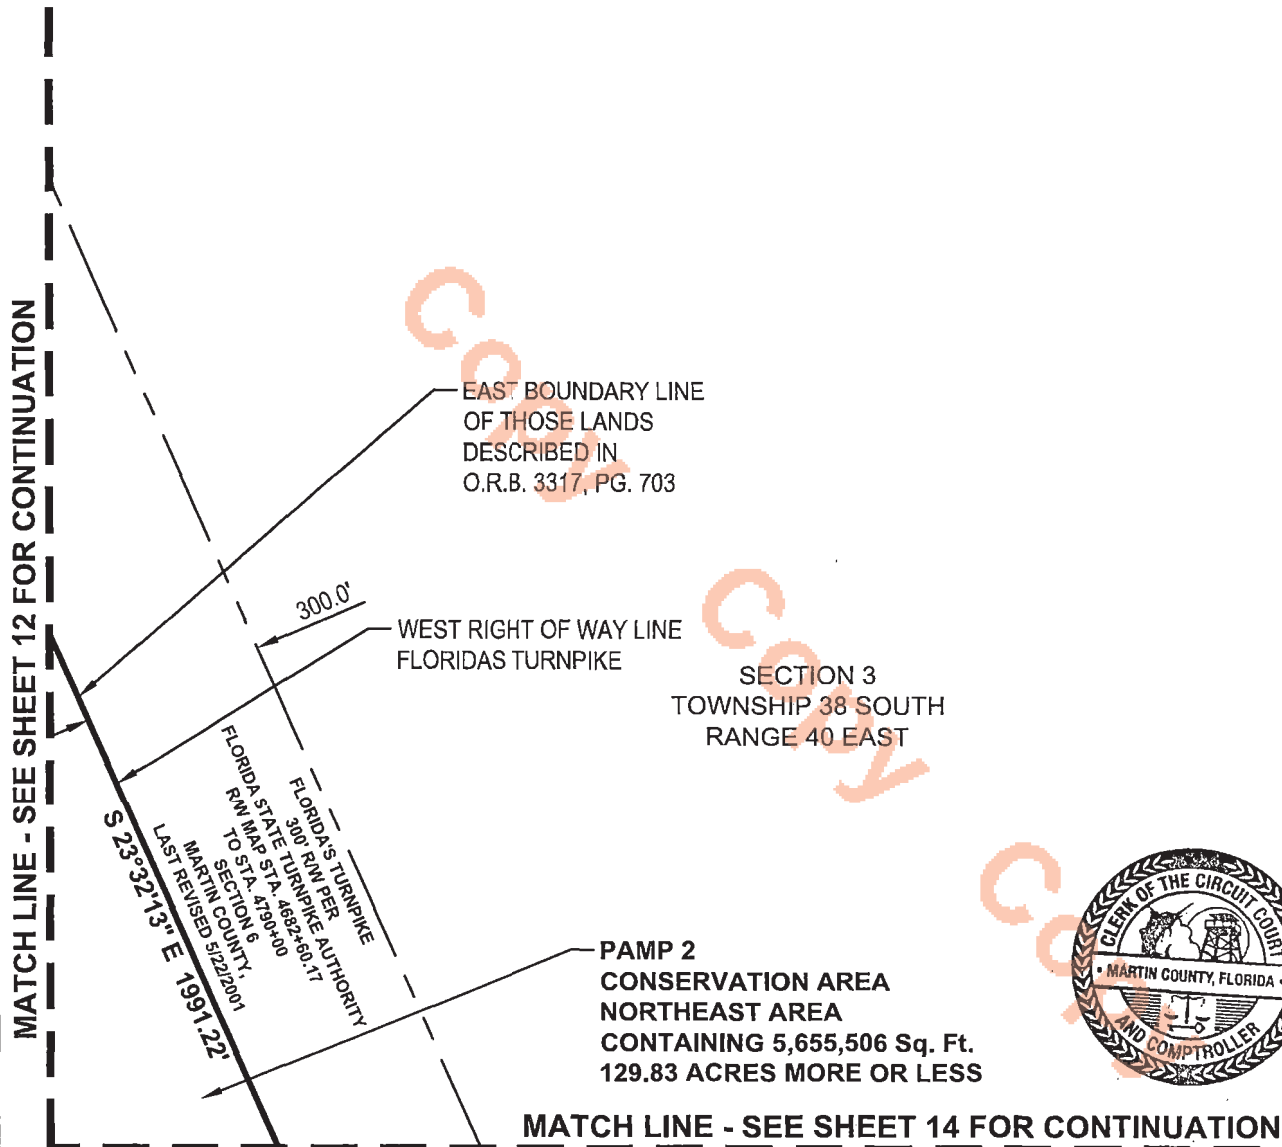 MATCH LINE - SEE SHEET 12 FOR CONTINUATION
EAST BOUNDARY LINE
OF THOSE LANDS
DESCRIBED IN
O.R.B. 3317, PG. 703
300.0'
WEST RIGHT OF WAY LINE
FLORIDAS TURNPIKE
SECTION 3
TOWNSHIP 38 SOUTH
RANGE 40 EAST
FLORIDA'S TURNPIKE
300' R/W PER
FLORIDA STATE TURNPIKE AUTHORITY
R/W MAP STA. 4682+60.17
TO STA. 4790+00
SECTION 6
MARTIN COUNTY,
LAST REVISED 5/22/2001
S 23°32'13" E 1991.22'
PAMP 2
CONSERVATION AREA
NORTHEAST AREA
CONTAINING 5,655,506 Sq. Ft.
129.83 ACRES MORE OR LESS
MATCH LINE - SEE SHEET 14 FOR CONTINUATION
CLERK OF THE CIRCUIT COURT
• MARTIN COUNTY, FLORIDA •
AND COMPTROLLER
Copy
Copy
Copy